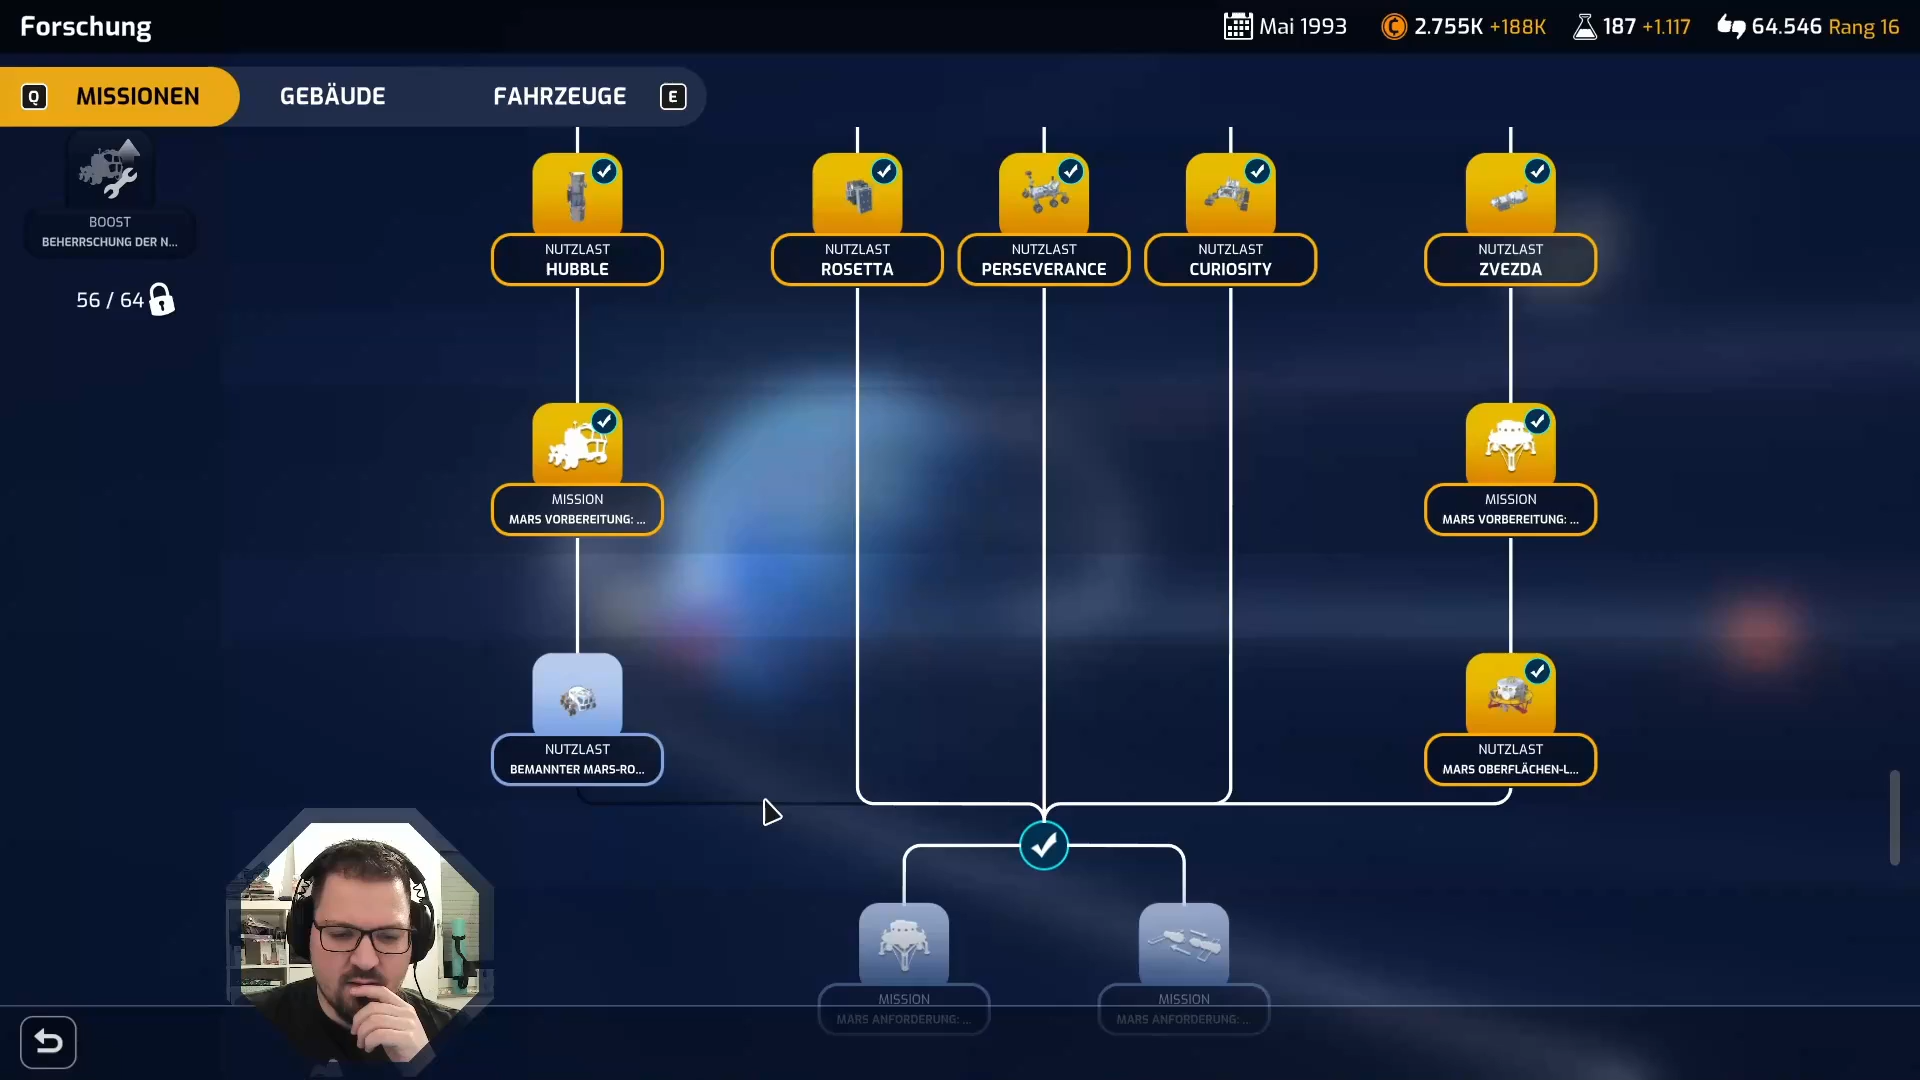 Forschung
Mai 1993
2.755K +188K
187 +1.117
64.546 Rang 16
Q MISSIONEN
GEBÄUDE
FAHRZEUGE E
BOOST
BEHERRSCHUNG DER N...
56 / 64
NUTZLAST
HUBBLE
NUTZLAST
ROSETTA
NUTZLAST
PERSEVERANCE
NUTZLAST
CURIOSITY
NUTZLAST
ZVEZDA
MISSION
MARS VORBEREITUNG: ...
MISSION
MARS VORBEREITUNG: ...
NUTZLAST
BEMANNTER MARS-RO...
NUTZLAST
MARS OBERFLÄCHEN-L...
MISSION
MARS ANFORDERUNG: ...
MISSION
MARS ANFORDERUNG: ..